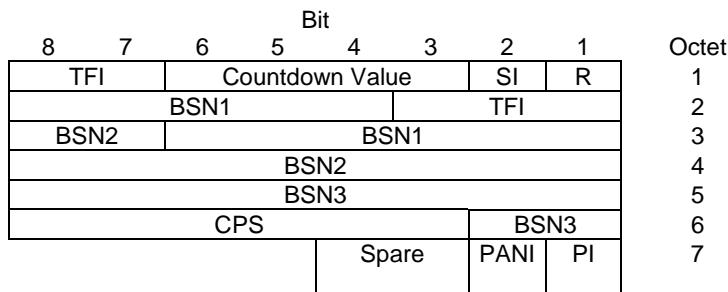 Bit
8 7 6 5 4 3 2 1 Octet
TFI Countdown Value SI R 1
BSN1 TFI 2
BSN2 BSN1 3
BSN2 4
BSN3 5
CPS BSN3 6
Spare PANI PI 7